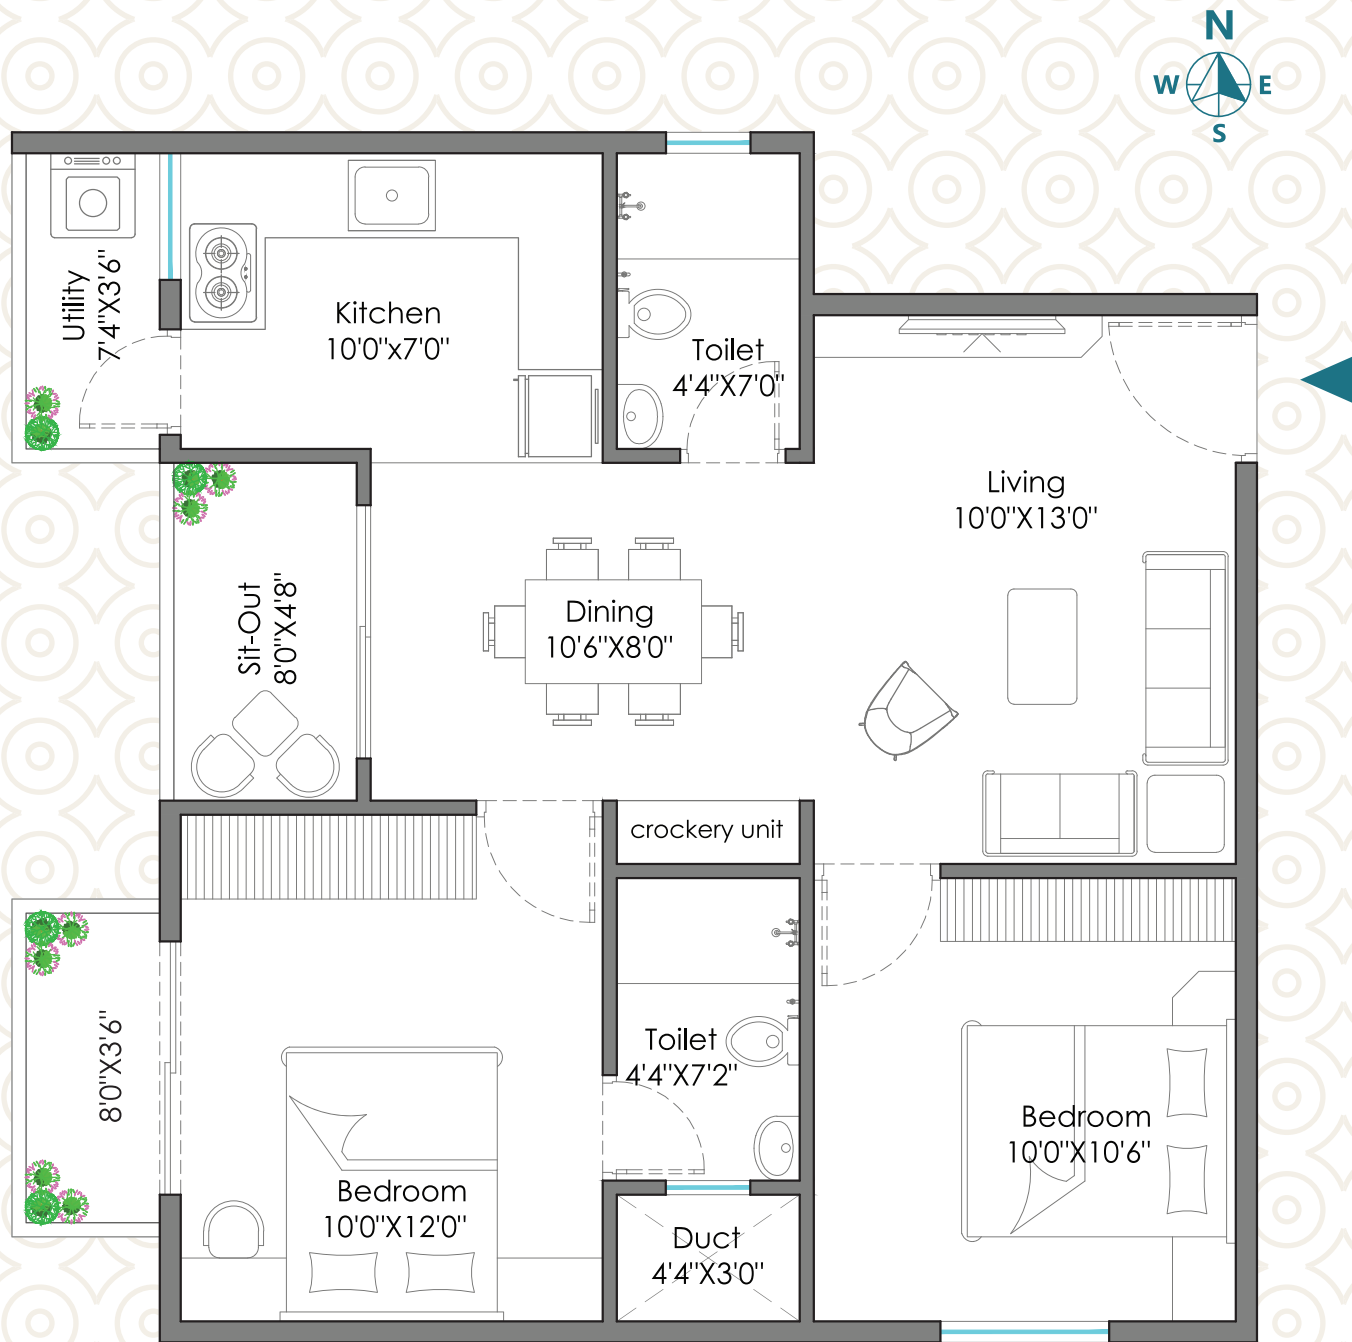 N
W E
S
Utility
7'4"X3'6"
Kitchen
10'0"x7'0"
Toilet
4'4"X7'0"
Living
10'0"X13'0"
Sit-Out
8'0"X4'8"
Dining
10'6"X8'0"
crockery unit
8'0"X3'6"
Toilet
4'4"X7'2"
Bedroom
10'0"X10'6"
Bedroom
10'0"X12'0"
Duct
4'4"X3'0"